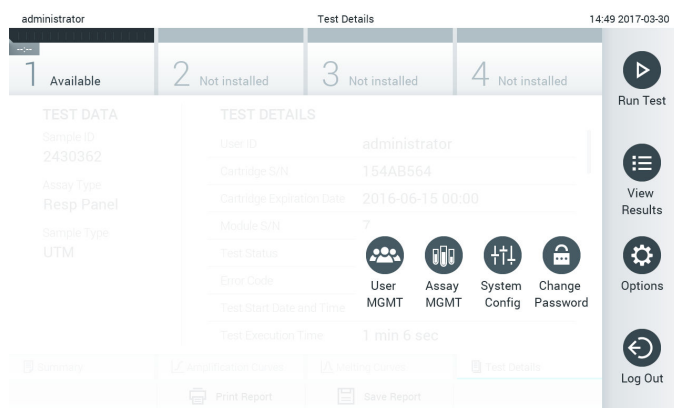 administrator Test Details 14:49 2017-03-30
--:--
1 Available 2 Not installed 3 Not installed 4 Not installed
Run Test
TEST DATA
Sample ID
2430362
Assay Type
Resp Panel
Sample Type
UTM
TEST DETAILS
User ID administrator
Cartridge S/N 154AB564
Cartridge Expiration Date 2016-06-15 00:00
Module S/N 7
Test Status
Error Code
Test Start Date and Time
Test Execution Time 1 min 6 sec
User MGMT
Assay MGMT
System Config
Change Password
View Results
Options
Log Out
Summary Amplification Curves Melting Curves Test Details
Print Report Save Report